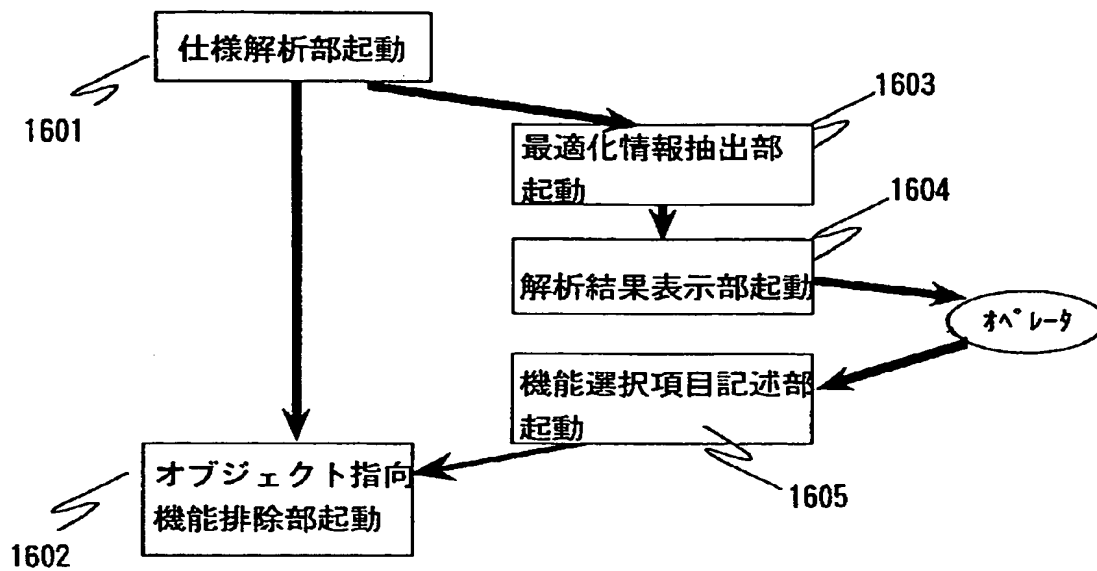 仕様解析部起動
1601
1603
最適化情報抽出部
起動
1604
解析結果表示部起動
オペレータ
機能選択項目記述部
起動
1605
オブジェクト指向
機能排除部起動
1602